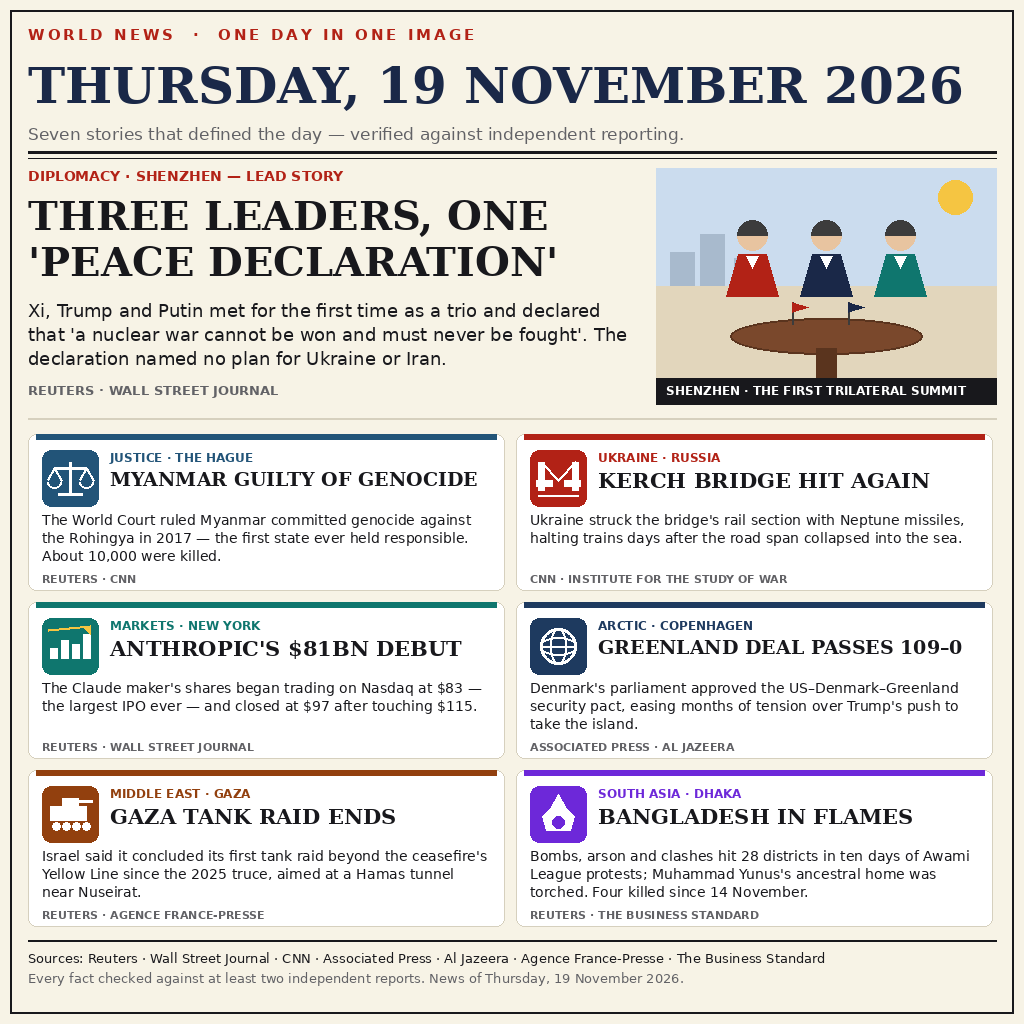 WORLD NEWS · ONE DAY IN ONE IMAGE
THURSDAY, 19 NOVEMBER 2026
Seven stories that defined the day — verified against independent reporting.
DIPLOMACY · SHENZHEN — LEAD STORY
THREE LEADERS, ONE
'PEACE DECLARATION'
Xi, Trump and Putin met for the first time as a trio and declared
that 'a nuclear war cannot be won and must never be fought'. The
declaration named no plan for Ukraine or Iran.
REUTERS · WALL STREET JOURNAL
SHENZHEN · THE FIRST TRILATERAL SUMMIT
JUSTICE · THE HAGUE
MYANMAR GUILTY OF GENOCIDE
The World Court ruled Myanmar committed genocide against
the Rohingya in 2017 — the first state ever held responsible.
About 10,000 were killed.
REUTERS · CNN
UKRAINE · RUSSIA
KERCH BRIDGE HIT AGAIN
Ukraine struck the bridge's rail section with Neptune missiles,
halting trains days after the road span collapsed into the sea.
CNN · INSTITUTE FOR THE STUDY OF WAR
MARKETS · NEW YORK
ANTHROPIC'S $81BN DEBUT
The Claude maker's shares began trading on Nasdaq at $83 —
the largest IPO ever — and closed at $97 after touching $115.
REUTERS · WALL STREET JOURNAL
ARCTIC · COPENHAGEN
GREENLAND DEAL PASSES 109–0
Denmark's parliament approved the US–Denmark–Greenland
security pact, easing months of tension over Trump's push to
take the island.
ASSOCIATED PRESS · AL JAZEERA
MIDDLE EAST · GAZA
GAZA TANK RAID ENDS
Israel said it concluded its first tank raid beyond the ceasefire's
Yellow Line since the 2025 truce, aimed at a Hamas tunnel
near Nuseirat.
REUTERS · AGENCE FRANCE-PRESSE
SOUTH ASIA · DHAKA
BANGLADESH IN FLAMES
Bombs, arson and clashes hit 28 districts in ten days of Awami
League protests; Muhammad Yunus's ancestral home was
torched. Four killed since 14 November.
REUTERS · THE BUSINESS STANDARD
Sources: Reuters · Wall Street Journal · CNN · Associated Press · Al Jazeera · Agence France-Presse · The Business Standard
Every fact checked against at least two independent reports. News of Thursday, 19 November 2026.